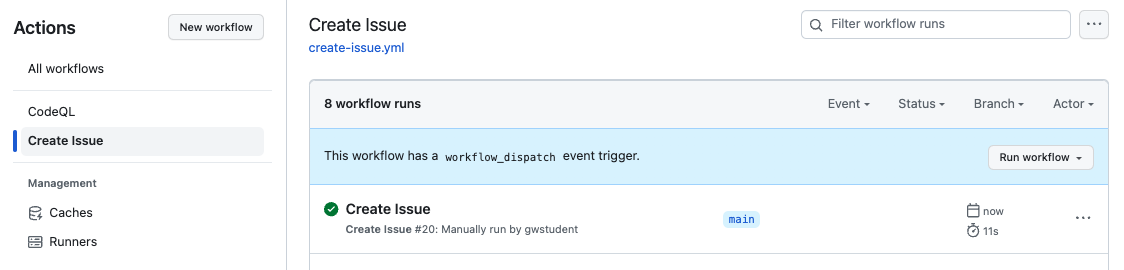 Actions
New workflow
All workflows
CodeQL
Create Issue
Management
Caches
Runners
Create Issue
create-issue.yml
Filter workflow runs
8 workflow runs
Event
Status
Branch
Actor
This workflow has a workflow_dispatch event trigger.
Run workflow
Create Issue
Create Issue #20: Manually run by gwstudent
main
now
11s